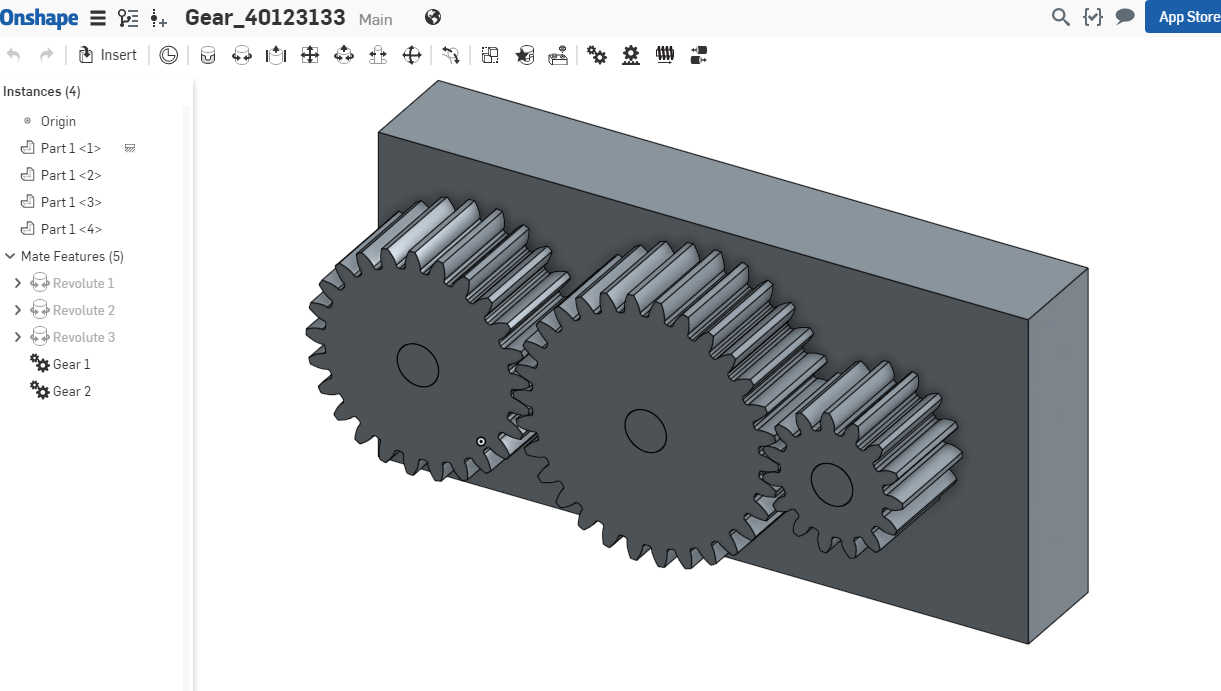 Onshape Gear_40123133 Main App Store
Insert
Instances (4)
Origin
Part 1 <1>
Part 1 <2>
Part 1 <3>
Part 1 <4>
Mate Features (5)
Revolute 1
Revolute 2
Revolute 3
Gear 1
Gear 2